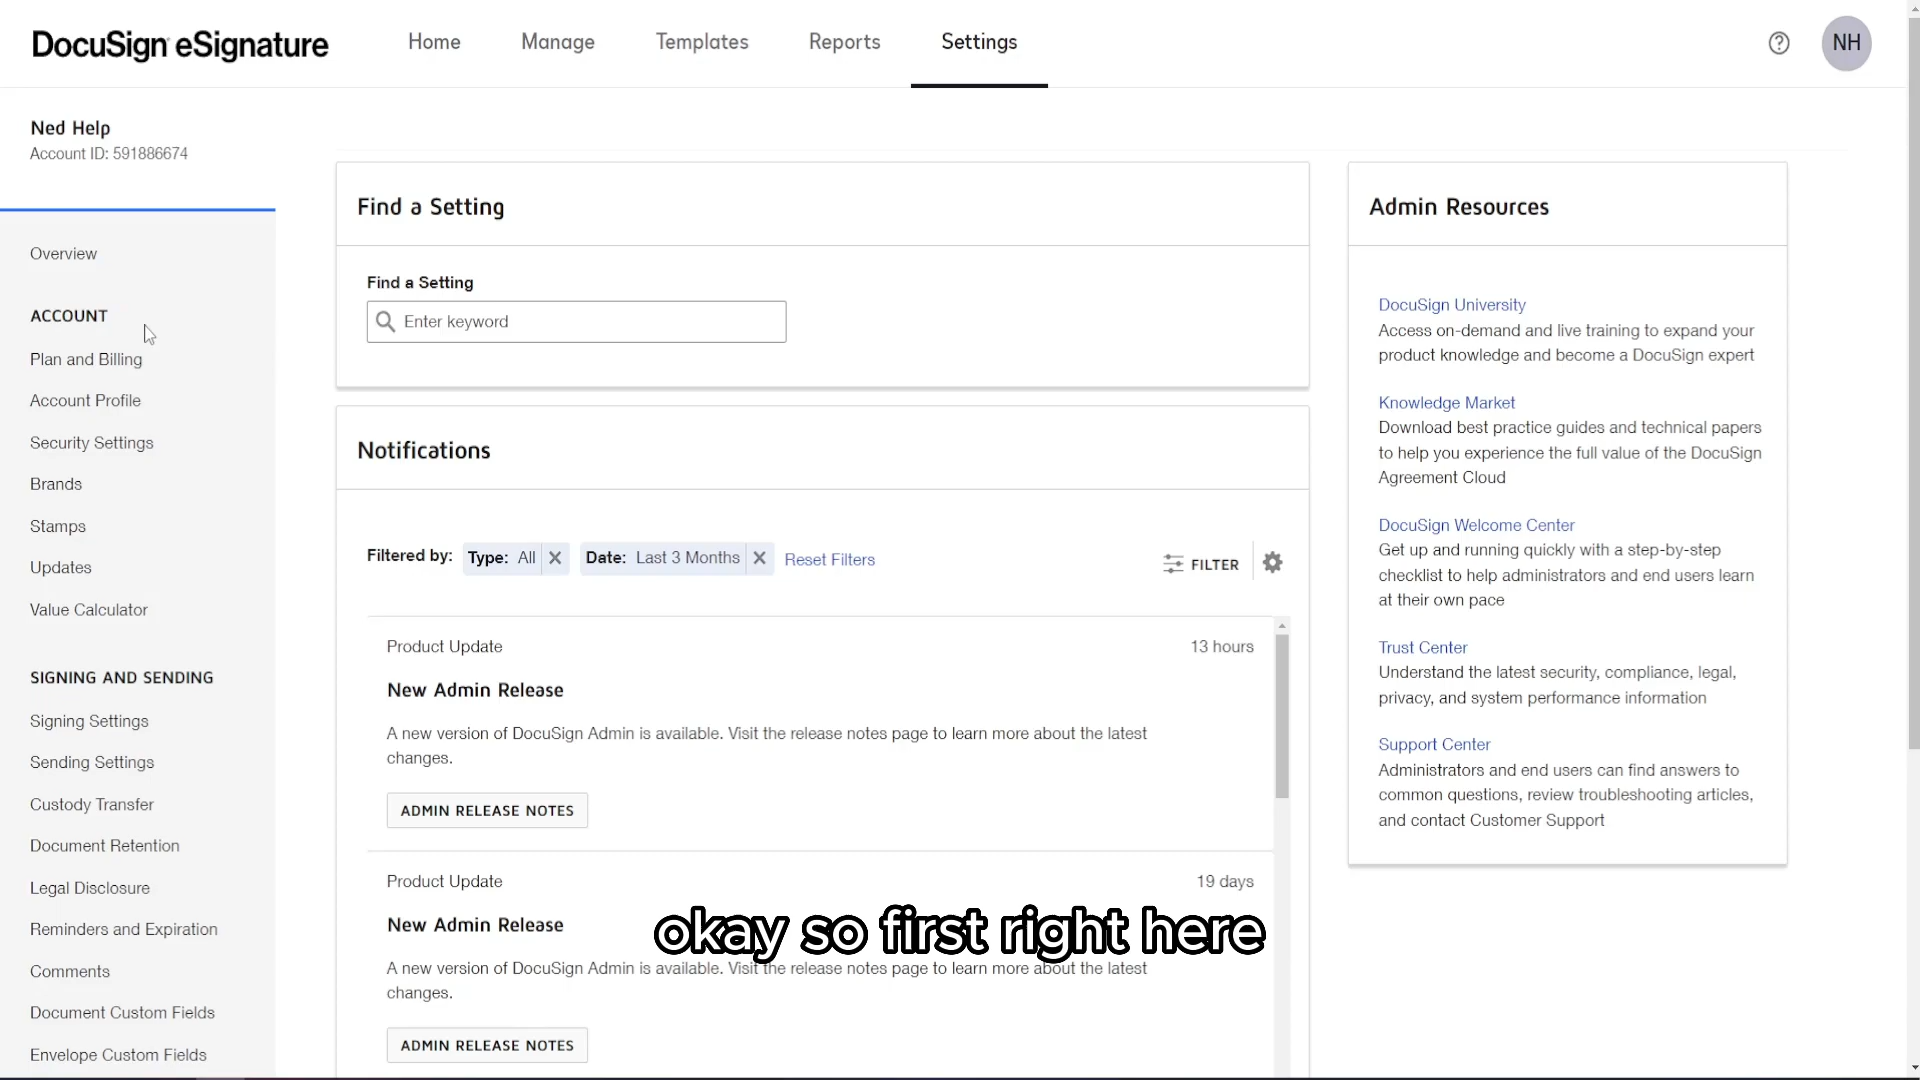 DocuSign eSignature
Home
Manage
Templates
Reports
Settings
NH
Ned Help
Account ID: 591886674
Overview
ACCOUNT
Plan and Billing
Account Profile
Security Settings
Brands
Stamps
Updates
Value Calculator
SIGNING AND SENDING
Signing Settings
Sending Settings
Custody Transfer
Document Retention
Legal Disclosure
Reminders and Expiration
Comments
Document Custom Fields
Envelope Custom Fields
Find a Setting
Find a Setting
Enter keyword
Notifications
Filtered by: Type: All Date: Last 3 Months Reset Filters
FILTER
Product Update 13 hours
New Admin Release
A new version of DocuSign Admin is available. Visit the release notes page to learn more about the latest
changes.
ADMIN RELEASE NOTES
Product Update 19 days
New Admin Release
A new version of DocuSign Admin is available. Visit the release notes page to learn more about the latest
changes.
ADMIN RELEASE NOTES
okay so first right here
Admin Resources
DocuSign University
Access on-demand and live training to expand your
product knowledge and become a DocuSign expert
Knowledge Market
Download best practice guides and technical papers
to help you experience the full value of the DocuSign
Agreement Cloud
DocuSign Welcome Center
Get up and running quickly with a step-by-step
checklist to help administrators and end users learn
at their own pace
Trust Center
Understand the latest security, compliance, legal,
privacy, and system performance information
Support Center
Administrators and end users can find answers to
common questions, review troubleshooting articles,
and contact Customer Support